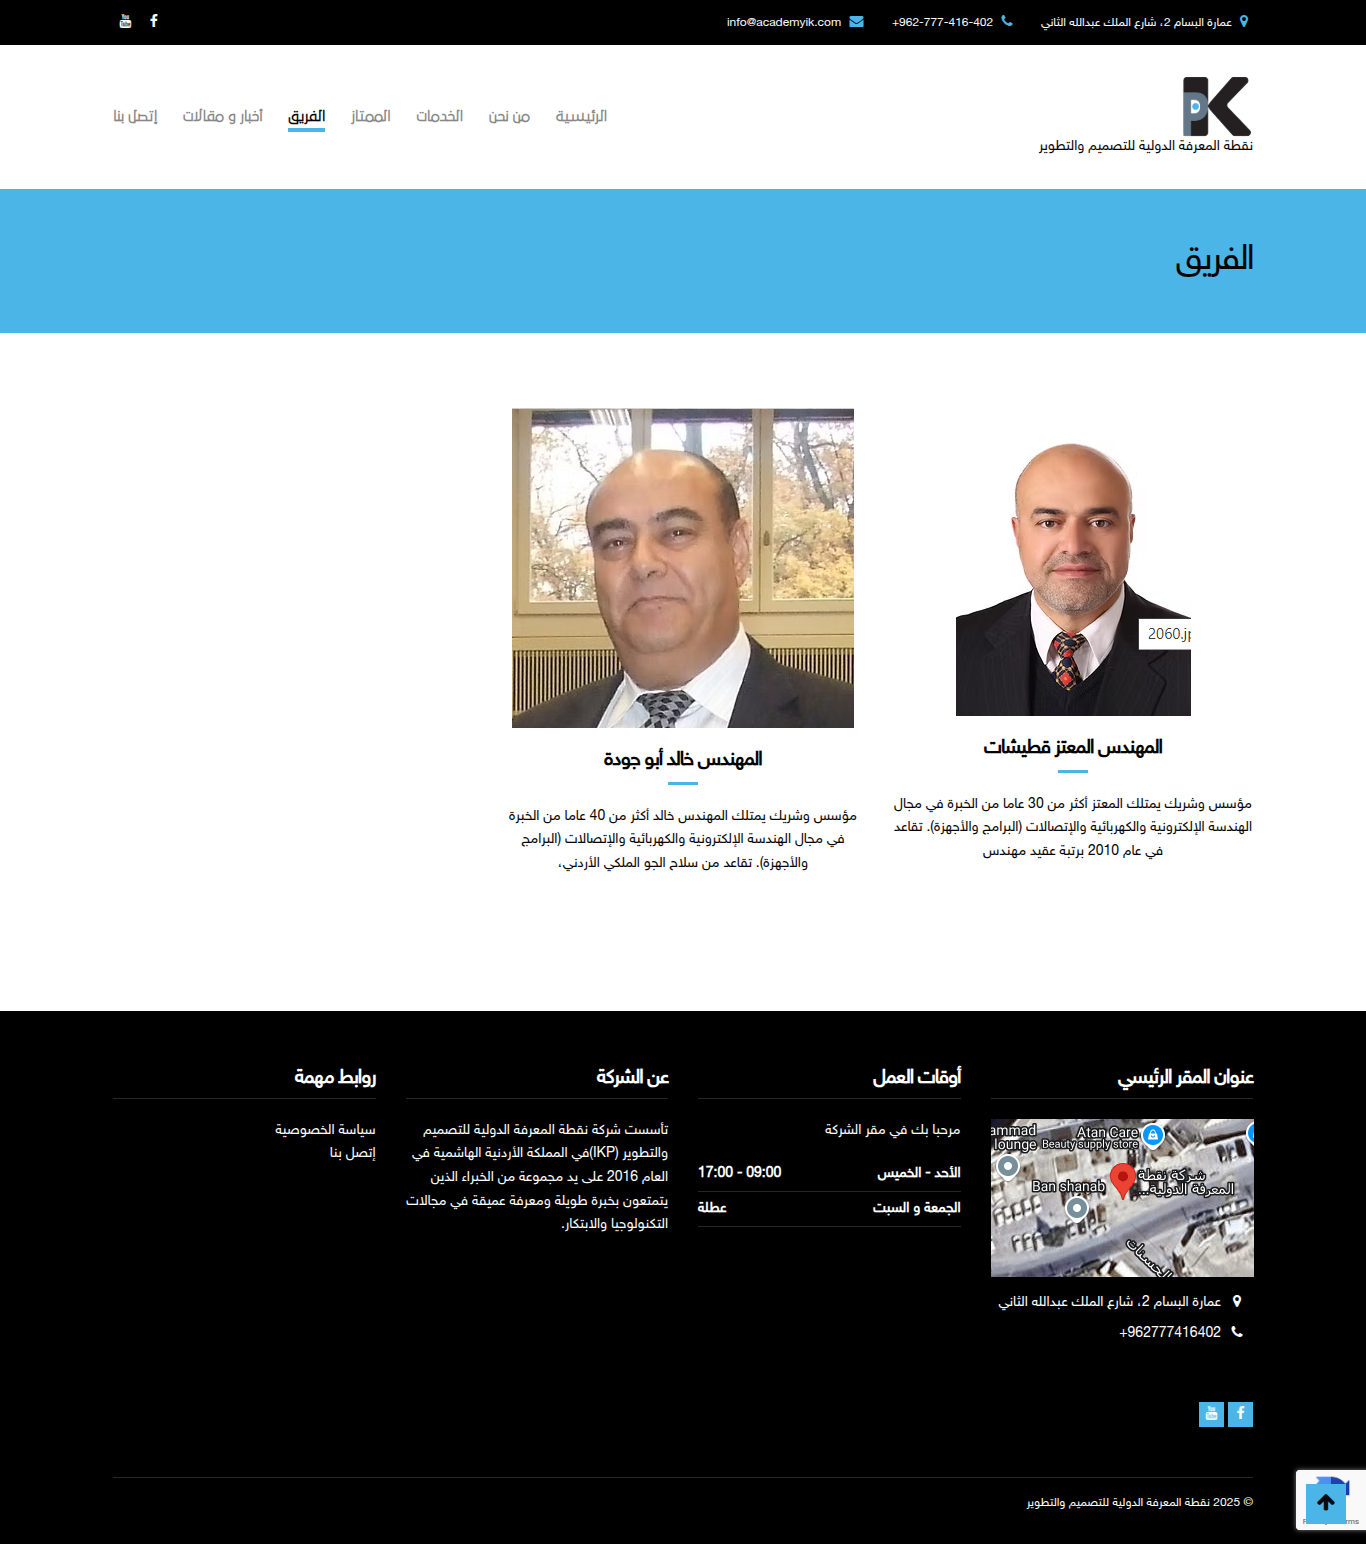 عمارة البسام 2، شارع الملك عبدالله الثاني
+962-777-416-402
info@academyik.com
PK
نقطة المعرفة الدولية للتصميم والتطوير
الرئيسية
من نحن
الخدمات
الممتاز
الفريق
أخبار و مقالات
إتصل بنا
الفريق
2060.jp
المهندس المعتز قطيشات
مؤسس وشريك يمتلك المعتز أكثر من 30 عاما من الخبرة في مجال
الهندسة الإلكترونية والكهربائية والإتصالات (البرامج والأجهزة). تقاعد
في عام 2010 برتبة عقيد مهندس
المهندس خالد أبو جودة
مؤسس وشريك يمتلك المهندس خالد أكثر من 40 عاما من الخبرة
في مجال الهندسة الإلكترونية والكهربائية والإتصالات (البرامج
والأجهزة). تقاعد من سلاح الجو الملكي الأردني،
عنوان المقر الرئيسي
ammad
lounge
Atan Care
Beauty supply store
Ban shanab
شركة نقطة
المعرفة الدولية...
عمارة البسام 2، شارع الملك عبدالله الثاني
+962777416402
أوقات العمل
مرحبا بك في مقر الشركة
الأحد - الخميس 09:00 - 17:00
الجمعة و السبت عطلة
عن الشركة
تأسست شركة نقطة المعرفة الدولية للتصميم
والتطوير (IKP)في المملكة الأردنية الهاشمية في
العام 2016 على يد مجموعة من الخبراء الذين
يتمتعون بخبرة طويلة ومعرفة عميقة في مجالات
التكنولوجيا والابتكار.
روابط مهمة
سياسة الخصوصية
إتصل بنا
© 2025 نقطة المعرفة الدولية للتصميم والتطوير